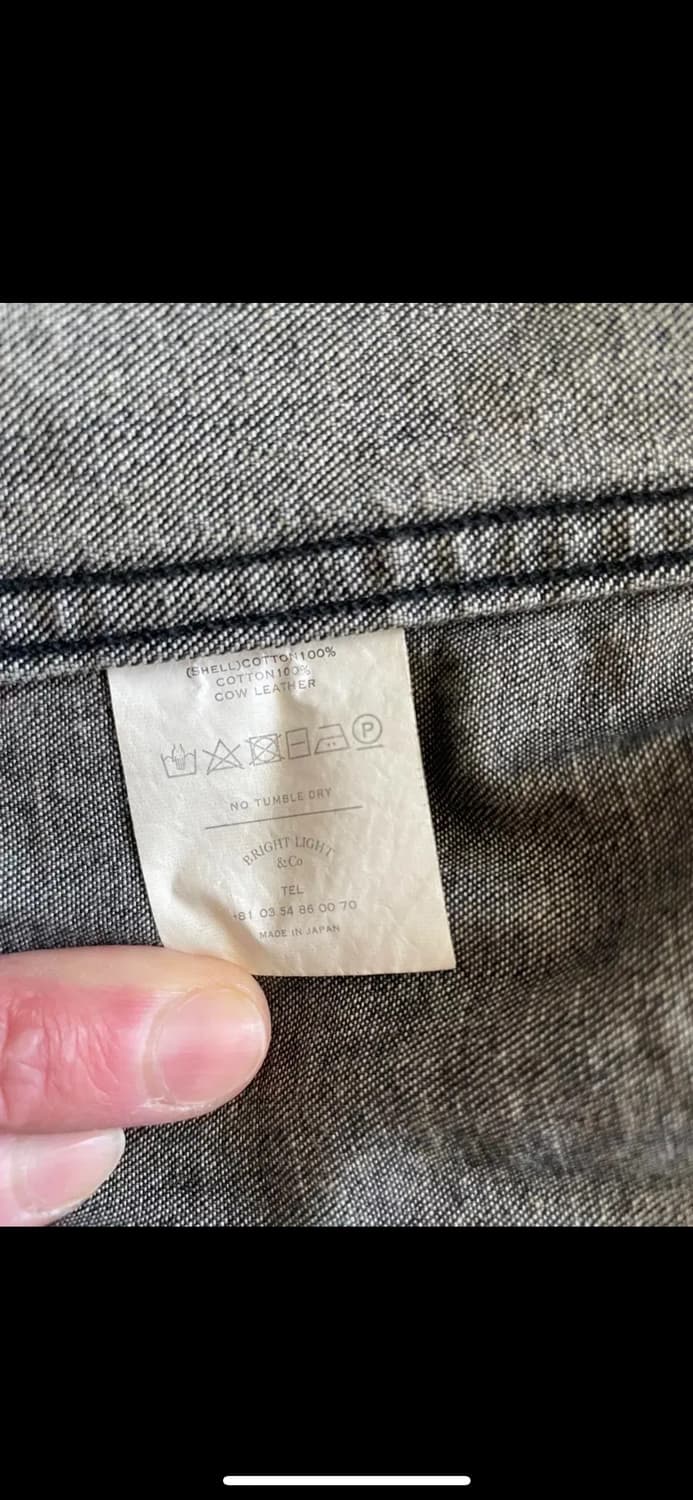 (SHELL)COTTON100%
COTTON100%
COW LEATHER
P
NO TUMBLE DRY
BRIGHT LIGHT
&Co
TEL
+81 03 54 86 00 70
MADE IN JAPAN